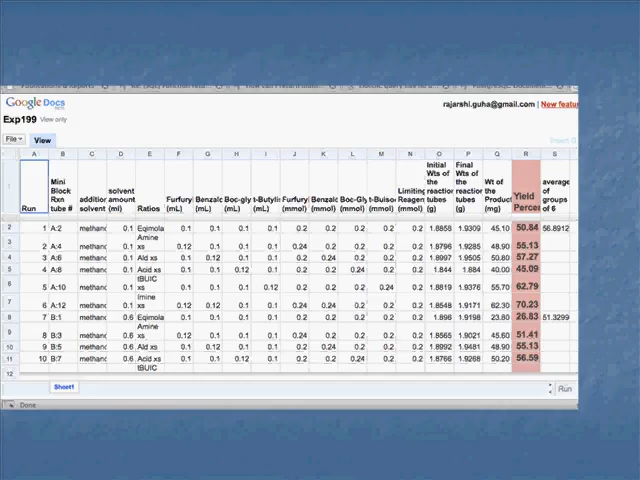 Google Docs
rajarshi.guha@gmail.com | New featur
Exp199 View only
File View
A B C D E F G H I J K L M N O P Q R S
1 Run Mini Block Rxn tube # addition solvent solvent amount (ml) Ratios Furfury (mL) Benzald (mL) Boc-gly (mL) t-Butylis (mL) Furfury (mmol) Benzald (mmol) Boc-Gly (mmol) t-Butiso (mmol) Limiting Reagent (mmol) Initial Wts of the reaction tubes (g) Final Wts of the reaction tubes (g) Wt of the Product (mg) Yield Percen average of groups of 6
2 1 A:2 methanc 0.1 Eqimola 0.1 0.1 0.1 0.1 0.2 0.2 0.2 0.2 0.2 1.8858 1.9309 45.10 50.84 56.8912
3 2 A:4 methanc 0.1 Amine xs 0.12 0.1 0.1 0.1 0.24 0.2 0.2 0.2 0.2 1.8796 1.9285 48.90 55.13
4 3 A:6 methanc 0.1 Ald xs 0.1 0.12 0.1 0.1 0.2 0.24 0.2 0.2 0.2 1.8997 1.9505 50.80 57.27
5 4 A:8 methanc 0.1 Acid xs 0.1 0.1 0.12 0.1 0.2 0.2 0.24 0.2 0.2 1.844 1.884 40.00 45.09
6 5 A:10 methanc 0.1 tBUIC xs 0.1 0.1 0.1 0.12 0.2 0.2 0.2 0.24 0.2 1.8819 1.9376 55.70 62.79
7 6 A:12 methanc 0.1 Imine xs 0.12 0.12 0.1 0.1 0.24 0.24 0.2 0.2 0.2 1.8548 1.9171 62.30 70.23
8 7 B:1 methanc 0.6 Eqimola 0.1 0.1 0.1 0.1 0.2 0.2 0.2 0.2 0.2 1.896 1.9198 23.80 26.83 51.3299
9 8 B:3 methanc 0.6 Amine xs 0.12 0.1 0.1 0.1 0.24 0.2 0.2 0.2 0.2 1.8565 1.9021 45.60 51.41
10 9 B:5 methanc 0.6 Ald xs 0.1 0.12 0.1 0.1 0.2 0.24 0.2 0.2 0.2 1.8992 1.9481 48.90 55.13
11 10 B:7 methanc 0.6 Acid xs 0.1 0.1 0.12 0.1 0.2 0.2 0.24 0.2 0.2 1.8766 1.9268 50.20 56.59
12 tBUIC
Sheet1 Run
Done